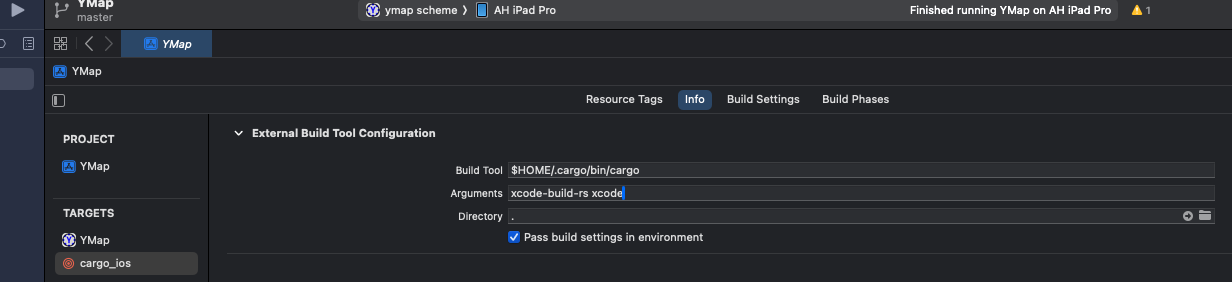 YMap
master
ymap scheme
AH iPad Pro
Finished running YMap on AH iPad Pro
1
YMap
YMap
Resource Tags
Info
Build Settings
Build Phases
PROJECT
YMap
TARGETS
YMap
cargo_ios
External Build Tool Configuration
Build Tool $HOME/.cargo/bin/cargo
Arguments xcode-build-rs xcode
Directory .
Pass build settings in environment